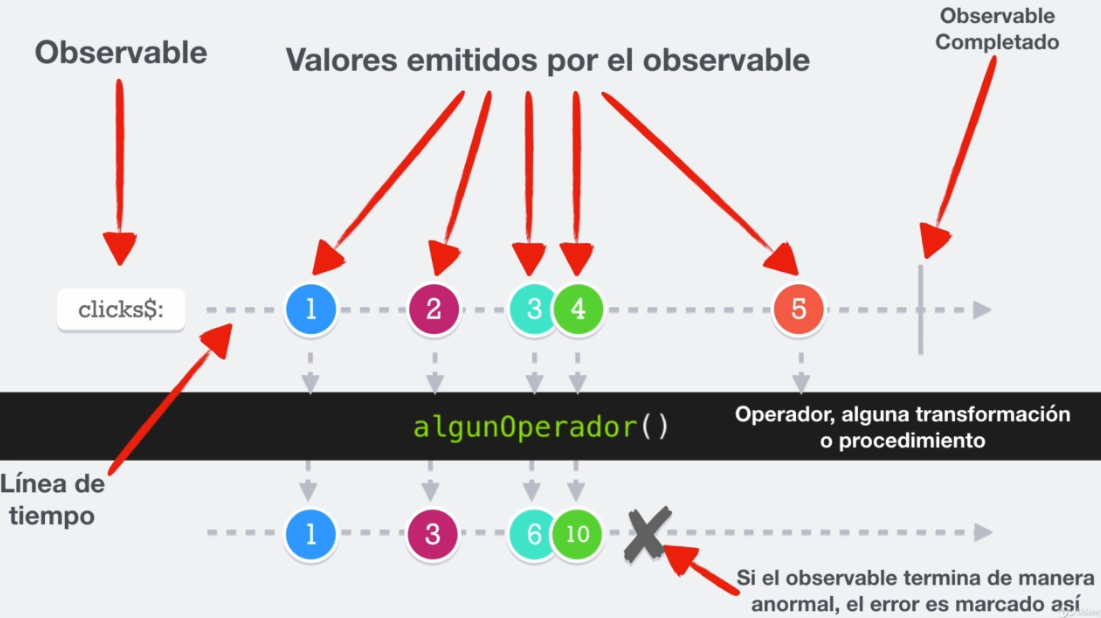 Observable
Valores emitidos por el observable
Observable
Completado
clicks$:
1
2
3
4
5
algunOperador()
Operador, alguna transformación
o procedimiento
Línea de
tiempo
1
3
6
10
Si el observable termina de manera
anormal, el error es marcado así